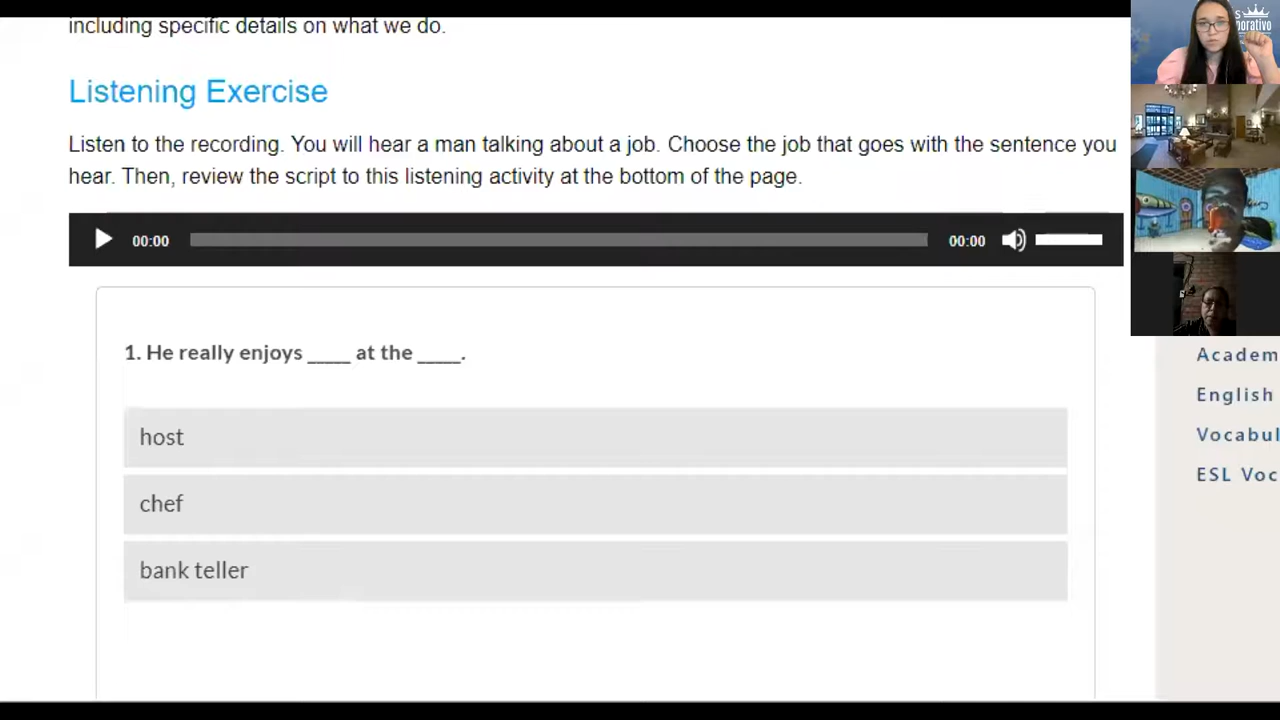 including specific details on what we do.
Listening Exercise
Listen to the recording. You will hear a man talking about a job. Choose the job that goes with the sentence you
hear. Then, review the script to this listening activity at the bottom of the page.
00:00
00:00
1. He really enjoys _____ at the _____.
host
chef
bank teller
Academ
English
Vocabul
ESL Voc